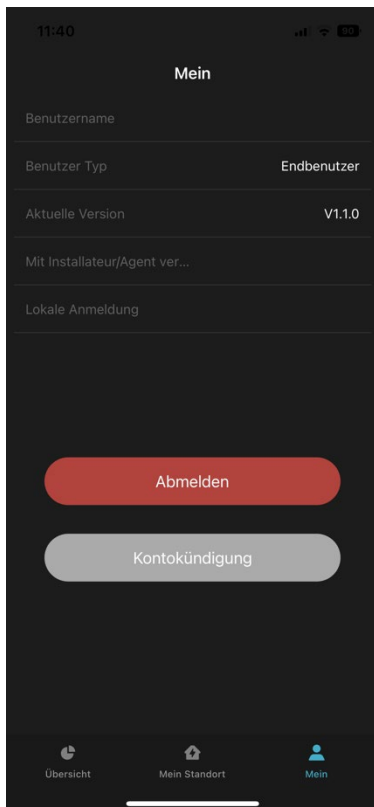 11:40
90
Mein
Benutzername
Benutzer Typ Endbenutzer
Aktuelle Version V1.1.0
Mit Installateur/Agent ver...
Lokale Anmeldung
Abmelden
Kontokündigung
Übersicht Mein Standort Mein